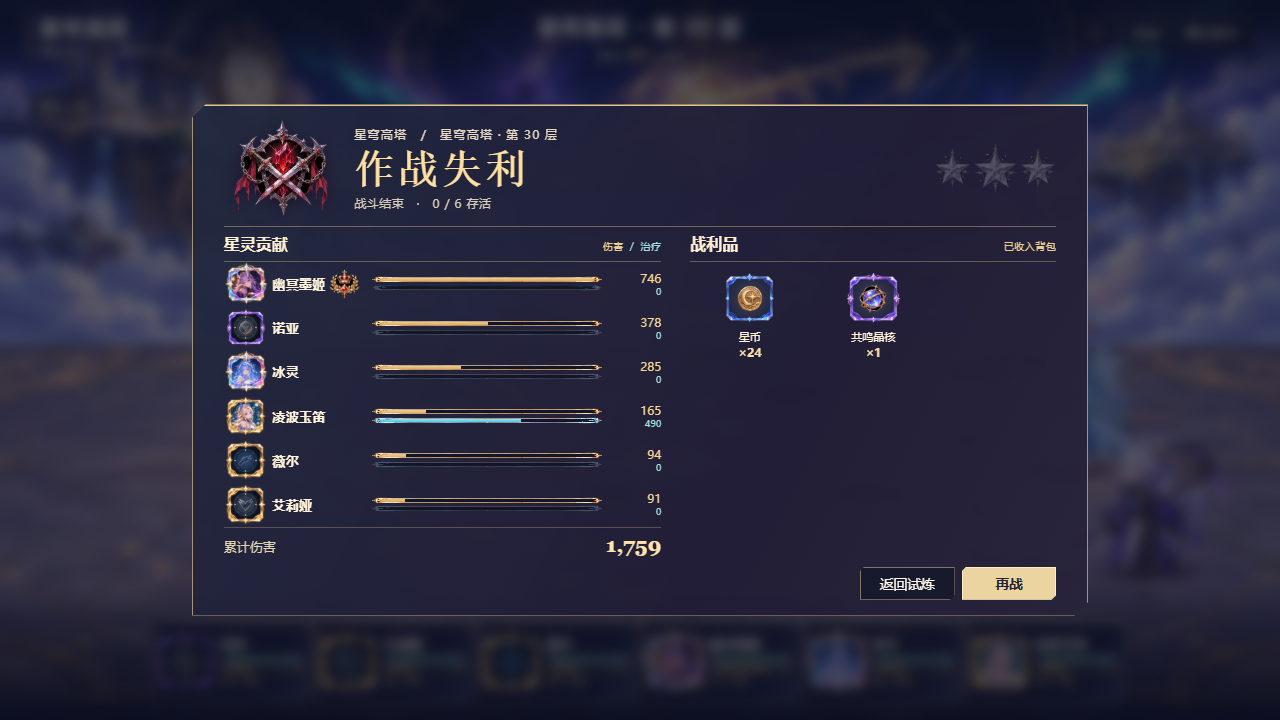 星穹高塔 / 星穹高塔·第 30 层
作战失利
战斗结束 · 0 / 6 存活
星灵贡献 伤害 / 治疗
幽冥墨姬 746
0
诺亚 378
0
冰灵 285
0
凌波玉笛 165
490
薇尔 94
0
艾莉娅 91
0
累计伤害 1,759
战利品 已收入背包
星币 共鸣晶核
×24 ×1
返回试炼 再战